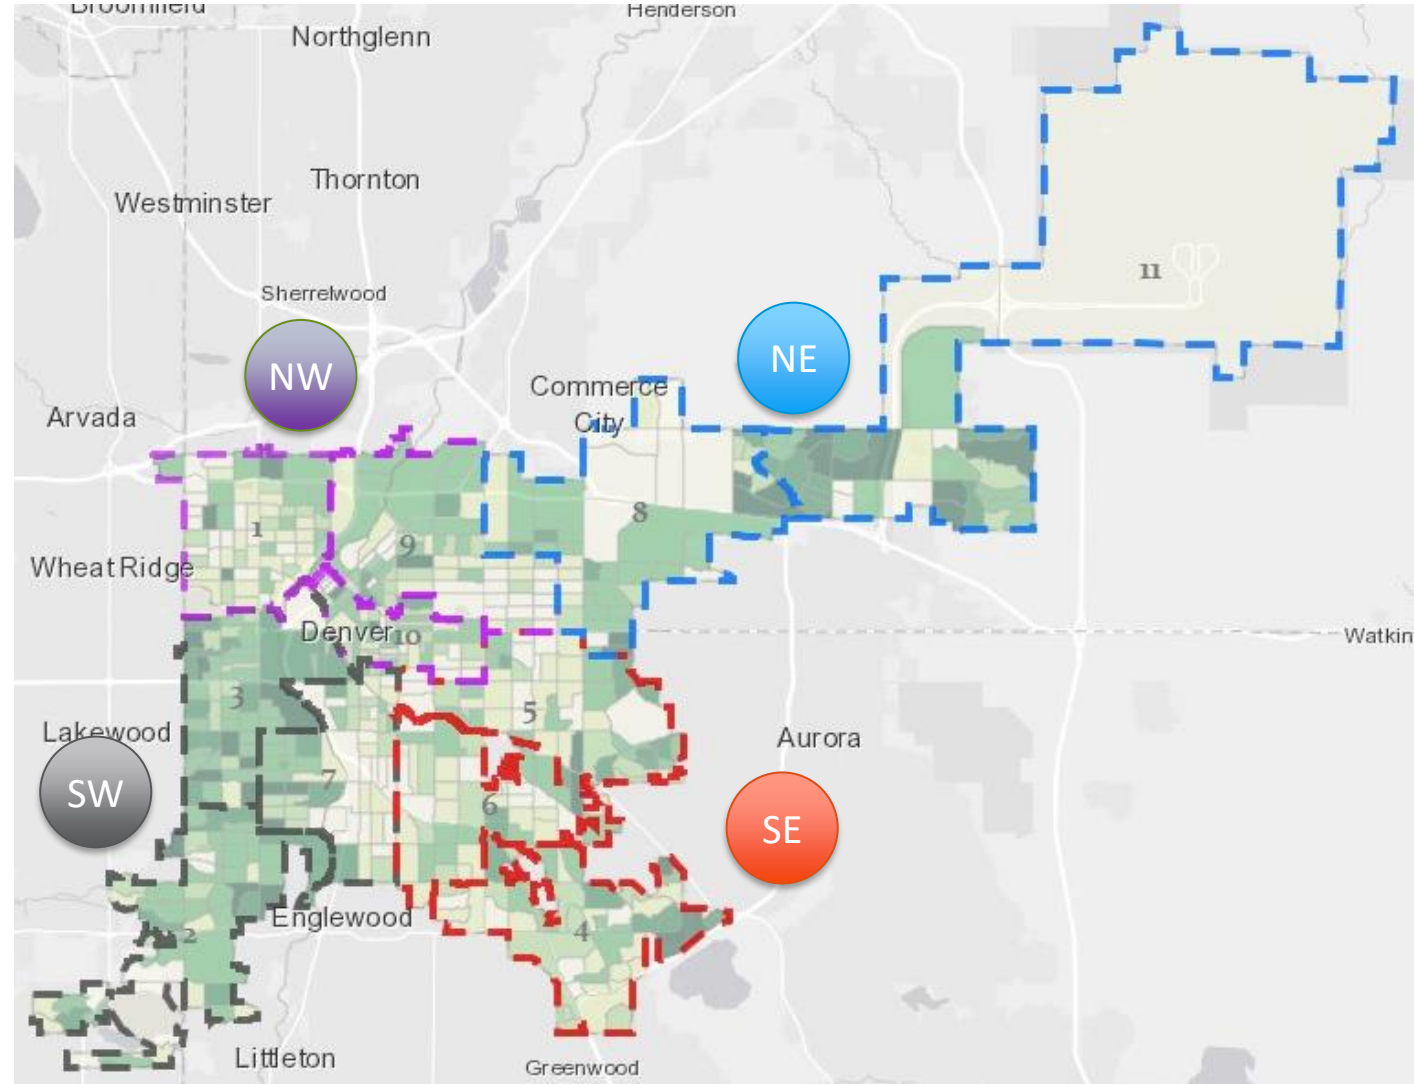 Broomfield
Henderson
Northglenn
Thornton
Westminster
11
Sherrelwood
NE
NW
Commerce
City
Arvada
8
1
9
Wheat Ridge
Denver
10
Watkin
3
5
Lakewood
Aurora
7
SW
6
SE
Englewood
4
2
Littleton
Greenwood